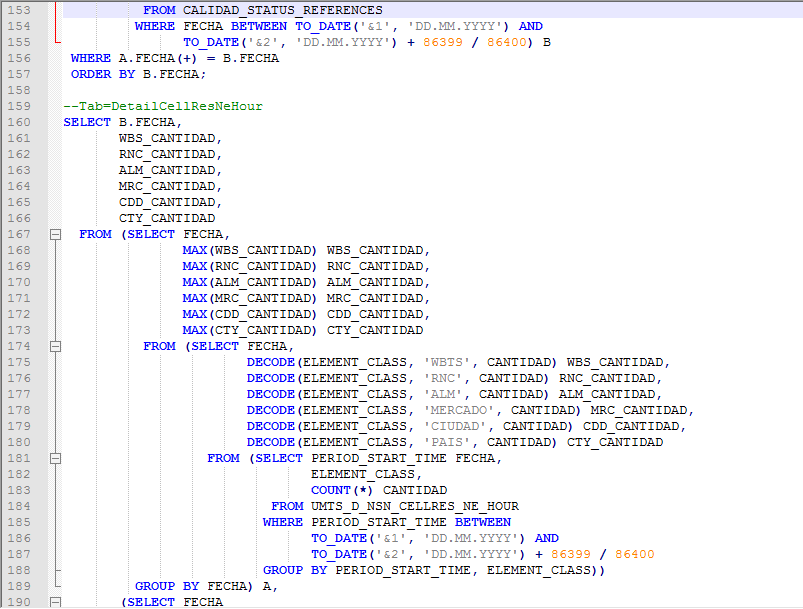 153 FROM CALIDAD_STATUS_REFERENCES
154 WHERE FECHA BETWEEN TO_DATE('&1', 'DD.MM.YYYY') AND
155 TO_DATE('&2', 'DD.MM.YYYY') + 86399 / 86400) B
156 WHERE A.FECHA(+) = B.FECHA
157 ORDER BY B.FECHA;
158
159 --Tab=DetailCellResNeHour
160 SELECT B.FECHA,
161 WBS_CANTIDAD,
162 RNC_CANTIDAD,
163 ALM_CANTIDAD,
164 MRC_CANTIDAD,
165 CDD_CANTIDAD,
166 CTY_CANTIDAD
167 FROM (SELECT FECHA,
168 MAX(WBS_CANTIDAD) WBS_CANTIDAD,
169 MAX(RNC_CANTIDAD) RNC_CANTIDAD,
170 MAX(ALM_CANTIDAD) ALM_CANTIDAD,
171 MAX(MRC_CANTIDAD) MRC_CANTIDAD,
172 MAX(CDD_CANTIDAD) CDD_CANTIDAD,
173 MAX(CTY_CANTIDAD) CTY_CANTIDAD
174 FROM (SELECT FECHA,
175 DECODE(ELEMENT_CLASS, 'WBTS', CANTIDAD) WBS_CANTIDAD,
176 DECODE(ELEMENT_CLASS, 'RNC', CANTIDAD) RNC_CANTIDAD,
177 DECODE(ELEMENT_CLASS, 'ALM', CANTIDAD) ALM_CANTIDAD,
178 DECODE(ELEMENT_CLASS, 'MERCADO', CANTIDAD) MRC_CANTIDAD,
179 DECODE(ELEMENT_CLASS, 'CIUDAD', CANTIDAD) CDD_CANTIDAD,
180 DECODE(ELEMENT_CLASS, 'PAIS', CANTIDAD) CTY_CANTIDAD
181 FROM (SELECT PERIOD_START_TIME FECHA,
182 ELEMENT_CLASS,
183 COUNT(*) CANTIDAD
184 FROM UMTS_D_NSN_CELLRES_NE_HOUR
185 WHERE PERIOD_START_TIME BETWEEN
186 TO_DATE('&1', 'DD.MM.YYYY') AND
187 TO_DATE('&2', 'DD.MM.YYYY') + 86399 / 86400
188 GROUP BY PERIOD_START_TIME, ELEMENT_CLASS))
189 GROUP BY FECHA) A,
190 (SELECT FECHA